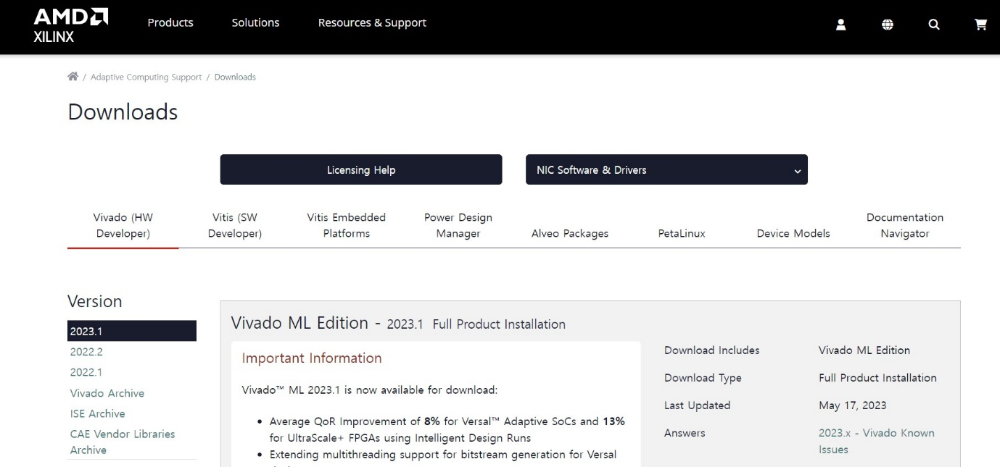 AMD
XILINX
Products
Solutions
Resources & Support
/ Adaptive Computing Support / Downloads
Downloads
Licensing Help
NIC Software & Drivers
Vivado (HW
Developer)
Vitis (SW
Developer)
Vitis Embedded
Platforms
Power Design
Manager
Alveo Packages
PetaLinux
Device Models
Documentation
Navigator
Version
2023.1
2022.2
2022.1
Vivado Archive
ISE Archive
CAE Vendor Libraries
Archive
Vivado ML Edition - 2023.1 Full Product Installation
Important Information
Vivado™ ML 2023.1 is now available for download:
• Average QoR Improvement of 8% for Versal™ Adaptive SoCs and 13%
for UltraScale+ FPGAs using Intelligent Design Runs
• Extending multithreading support for bitstream generation for Versal
Download Includes
Vivado ML Edition
Download Type
Full Product Installation
Last Updated
May 17, 2023
Answers
2023.x - Vivado Known
Issues